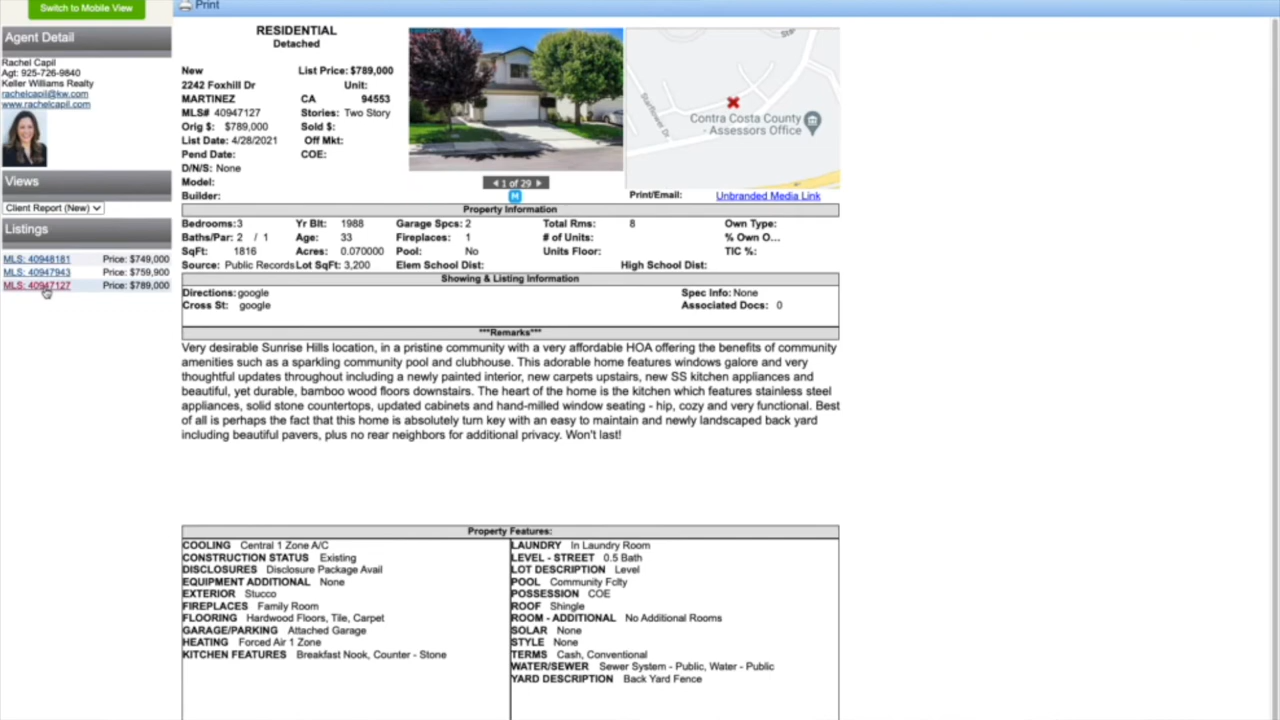 Switch to Mobile View
Print
Agent Detail
Rachel Capil
Agt: 925-726-9840
Keller Williams Realty
rachelcapil@kw.com
www.rachelcapil.com
Views
Client Report (New)
Listings
MLS: 40948181 Price: $749,000
MLS: 40947943 Price: $759,900
MLS: 40947127 Price: $789,000
RESIDENTIAL
Detached
New List Price: $789,000
2242 Foxhill Dr Unit:
MARTINEZ CA 94553
MLS# 40947127 Stories: Two Story
Orig $: $789,000 Sold $:
List Date: 4/28/2021 Off Mkt:
Pend Date: COE:
D/N/S: None
Model:
Builder:
1 of 29
H
Starflower Dr
Contra Costa County
- Assessors Office
Print/Email: Unbranded Media Link
Property Information
Bedrooms:3 Yr Blt: 1988 Garage Spcs: 2 Total Rms: 8 Own Type:
Baths/Par: 2 / 1 Age: 33 Fireplaces: 1 # of Units: % Own O...
SqFt: 1816 Acres: 0.070000 Pool: No Units Floor: TIC %:
Source: Public Records Lot SqFt: 3,200 Elem School Dist: High School Dist:
Showing & Listing Information
Directions: google Spec Info: None
Cross St: google Associated Docs: 0
***Remarks***
Very desirable Sunrise Hills location, in a pristine community with a very affordable HOA offering the benefits of community
amenities such as a sparkling community pool and clubhouse. This adorable home features windows galore and very
thoughtful updates throughout including a newly painted interior, new carpets upstairs, new SS kitchen appliances and
beautiful, yet durable, bamboo wood floors downstairs. The heart of the home is the kitchen which features stainless steel
appliances, solid stone countertops, updated cabinets and hand-milled window seating - hip, cozy and very functional. Best
of all is perhaps the fact that this home is absolutely turn key with an easy to maintain and newly landscaped back yard
including beautiful pavers, plus no rear neighbors for additional privacy. Won't last!
Property Features:
COOLING Central 1 Zone A/C
CONSTRUCTION STATUS Existing
DISCLOSURES Disclosure Package Avail
EQUIPMENT ADDITIONAL None
EXTERIOR Stucco
FIREPLACES Family Room
FLOORING Hardwood Floors, Tile, Carpet
GARAGE/PARKING Attached Garage
HEATING Forced Air 1 Zone
KITCHEN FEATURES Breakfast Nook, Counter - Stone
LAUNDRY In Laundry Room
LEVEL - STREET 0.5 Bath
LOT DESCRIPTION Level
POOL Community Fclty
POSSESSION COE
ROOF Shingle
ROOM - ADDITIONAL No Additional Rooms
SOLAR None
STYLE None
TERMS Cash, Conventional
WATER/SEWER Sewer System - Public, Water - Public
YARD DESCRIPTION Back Yard Fence